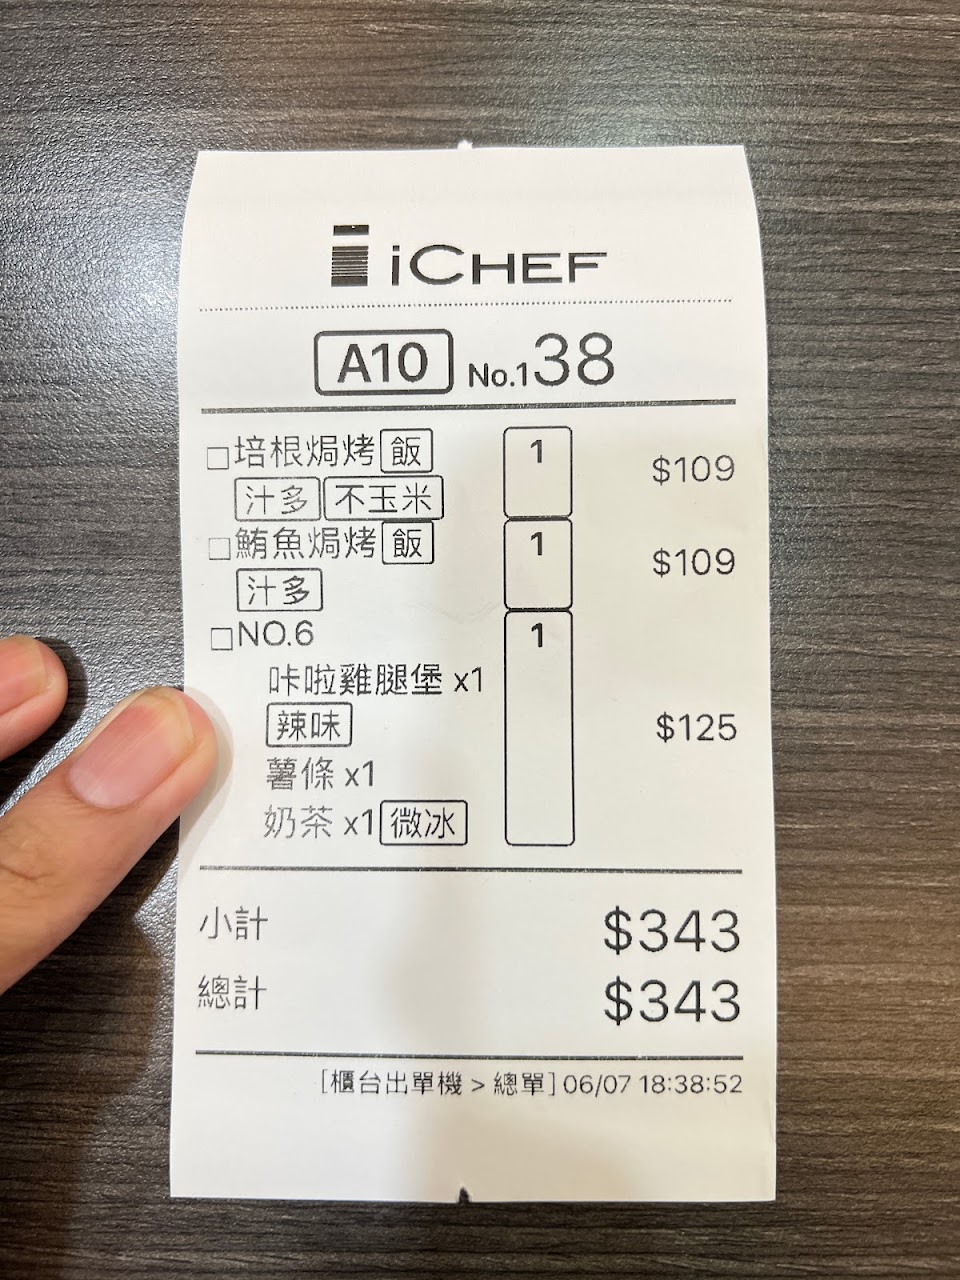 iCHEF
A10 No.138
□培根焗烤 飯 1 $109
汁多 不玉米
□鮪魚焗烤 飯 1 $109
汁多
□NO.6 1
咔啦雞腿堡 x1
辣味 $125
薯條 x1
奶茶 x1 微冰
小計 $343
總計 $343
[櫃台出單機 > 總單] 06/07 18:38:52